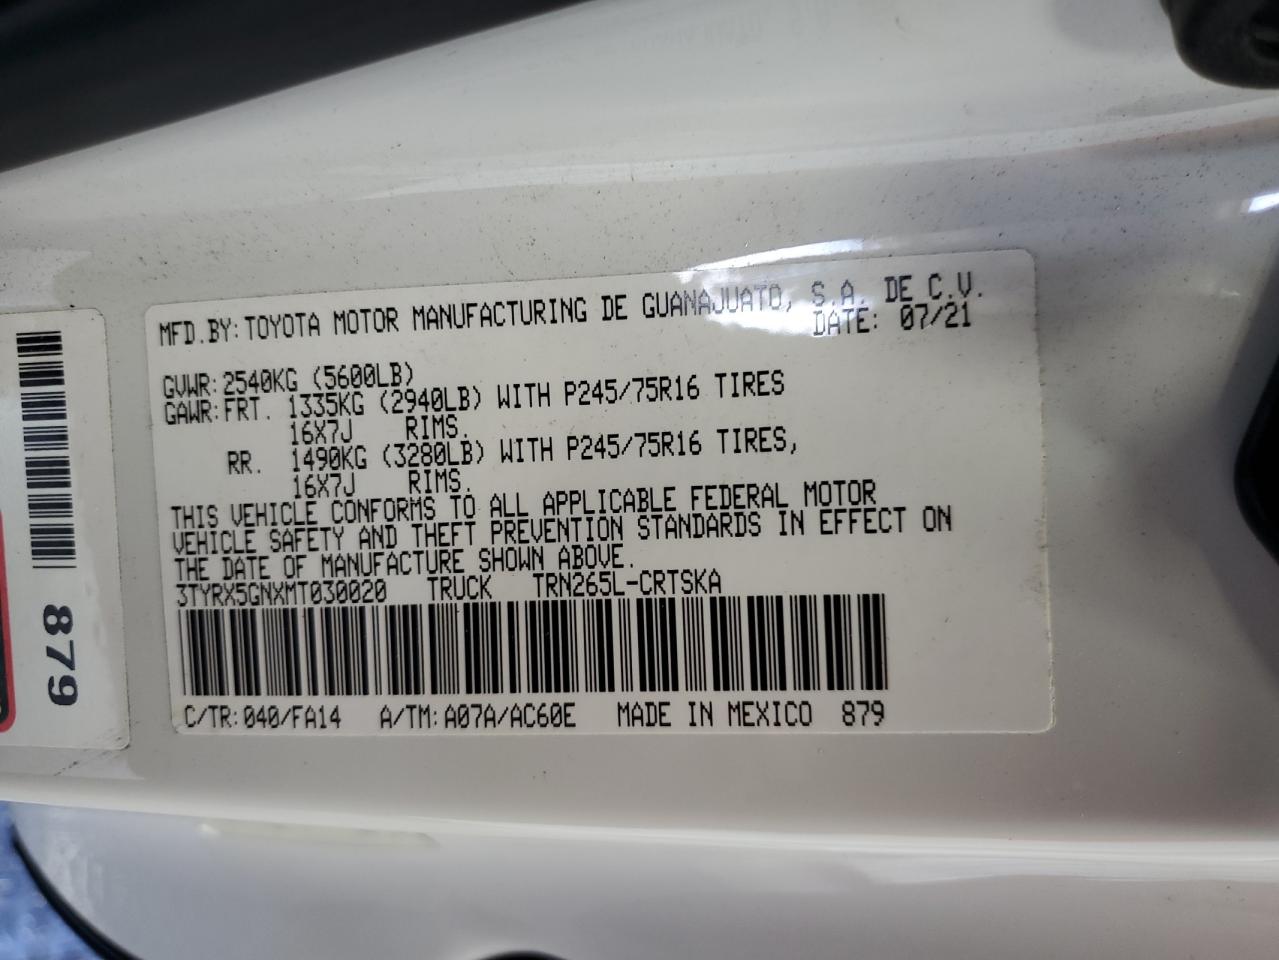 MFD.BY: TOYOTA MOTOR MANUFACTURING DE GUANAJUATO, S.A. DE C.V.
DATE: 07/21
GVWR: 2540KG (5600LB)
GAWR: FRT. 1335KG (2940LB) WITH P245/75R16 TIRES
16X7J RIMS.
RR. 1490KG (3280LB) WITH P245/75R16 TIRES,
16X7J RIMS.
THIS VEHICLE CONFORMS TO ALL APPLICABLE FEDERAL MOTOR
VEHICLE SAFETY AND THEFT PREVENTION STANDARDS IN EFFECT ON
THE DATE OF MANUFACTURE SHOWN ABOVE.
3TYRX5GNXMT030020 TRUCK TRN265L-CRTSKA
C/TR: 040/FA14 A/TM: A07A/AC60E MADE IN MEXICO 879
879